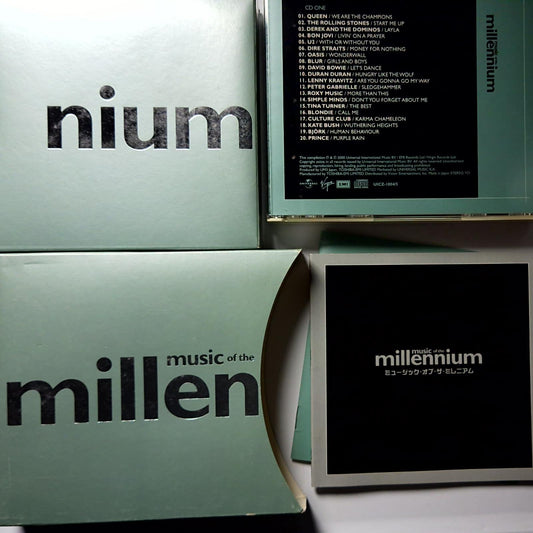 nium
CD ONE
01. QUEEN / WE ARE THE CHAMPIONS
02. THE ROLLING STONES / START ME UP
03. DEREK AND THE DOMINOS / LAYLA
04. BON JOVI / LIVIN' ON A PRAYER
05. U2 / WITH OR WITHOUT YOU
06. DIRE STRAITS / MONEY FOR NOTHING
07. OASIS / WONDERWALL
08. BLUR / GIRLS AND BOYS
09. DAVID BOWIE / LET'S DANCE
10. DURAN DURAN / HUNGRY LIKE THE WOLF
11. LENNY KRAVITZ / ARE YOU GONNA GO MY WAY
12. PETER GABRIELLE / SLEDGEHAMMER
13. ROXY MUSIC / MORE THAN THIS
14. SIMPLE MINDS / DON'T YOU FORGET ABOUT ME
15. TINA TURNER / THE BEST
16. BLONDIE / CALL ME
17. CULTURE CLUB / KARMA CHAMELEON
18. KATE BUSH / WUTHERING HEIGHTS
19. BJÖRK / HUMAN BEHAVIOUR
20. PRINCE / PURPLE RAIN
music of the
millennium
UNIVERSAL
Virgin
EMI
music of the
millen
music of the
millennium
ミュージック・オブ・ザ・ミレニアム